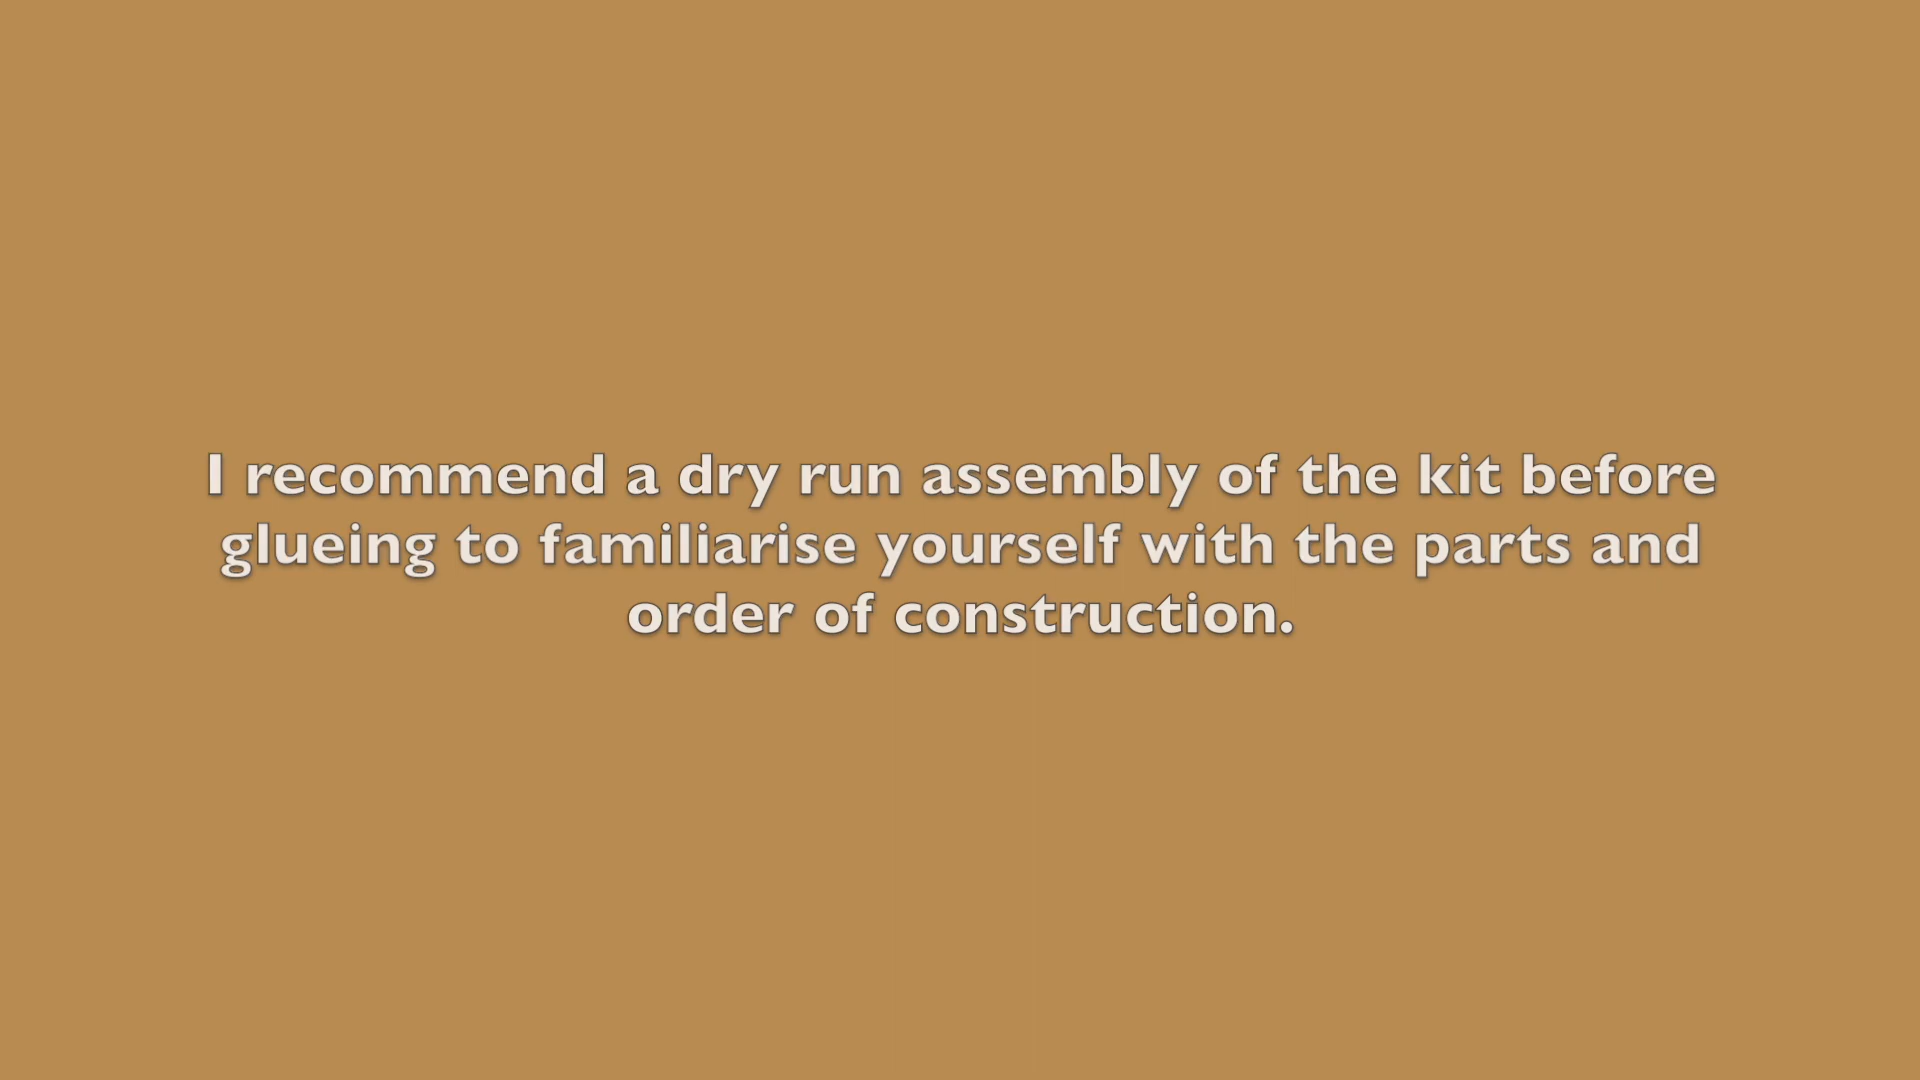 I recommend a dry run assembly of the kit before
glueing to familiarise yourself with the parts and
order of construction.